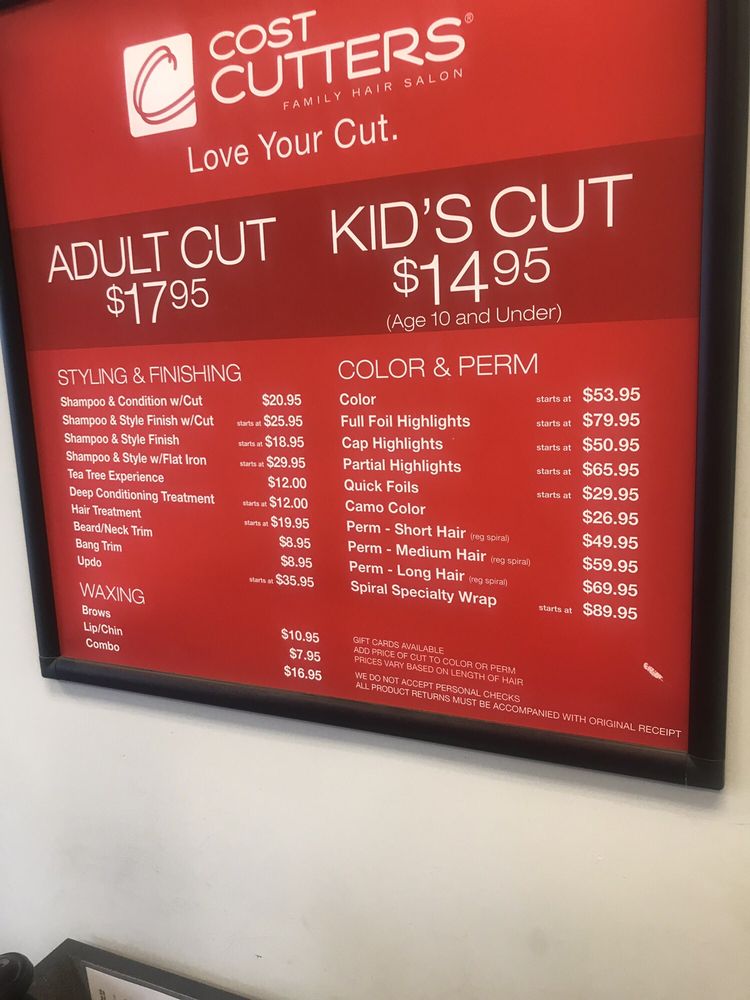 COST
CUTTERS®
FAMILY HAIR SALON
Love Your Cut.
ADULT CUT
$17 95
KID'S CUT
$14 95
(Age 10 and Under)
STYLING & FINISHING
Shampoo & Condition w/Cut $20.95
Shampoo & Style Finish w/Cut starts at $25.95
Shampoo & Style Finish starts at $18.95
Shampoo & Style w/Flat Iron starts at $29.95
Tea Tree Experience $12.00
Deep Conditioning Treatment starts at $12.00
Hair Treatment starts at $19.95
Beard/Neck Trim $8.95
Bang Trim $8.95
Updo starts at $35.95
WAXING
Brows $10.95
Lip/Chin $7.95
Combo $16.95
COLOR & PERM
Color starts at $53.95
Full Foil Highlights starts at $79.95
Cap Highlights starts at $50.95
Partial Highlights starts at $65.95
Quick Foils starts at $29.95
Camo Color $26.95
Perm - Short Hair (reg spiral) $49.95
Perm - Medium Hair (reg spiral) $59.95
Perm - Long Hair (reg spiral) $69.95
Spiral Specialty Wrap starts at $89.95
GIFT CARDS AVAILABLE
ADD PRICE OF CUT TO COLOR OR PERM
PRICES VARY BASED ON LENGTH OF HAIR
WE DO NOT ACCEPT PERSONAL CHECKS
ALL PRODUCT RETURNS MUST BE ACCOMPANIED WITH ORIGINAL RECEIPT